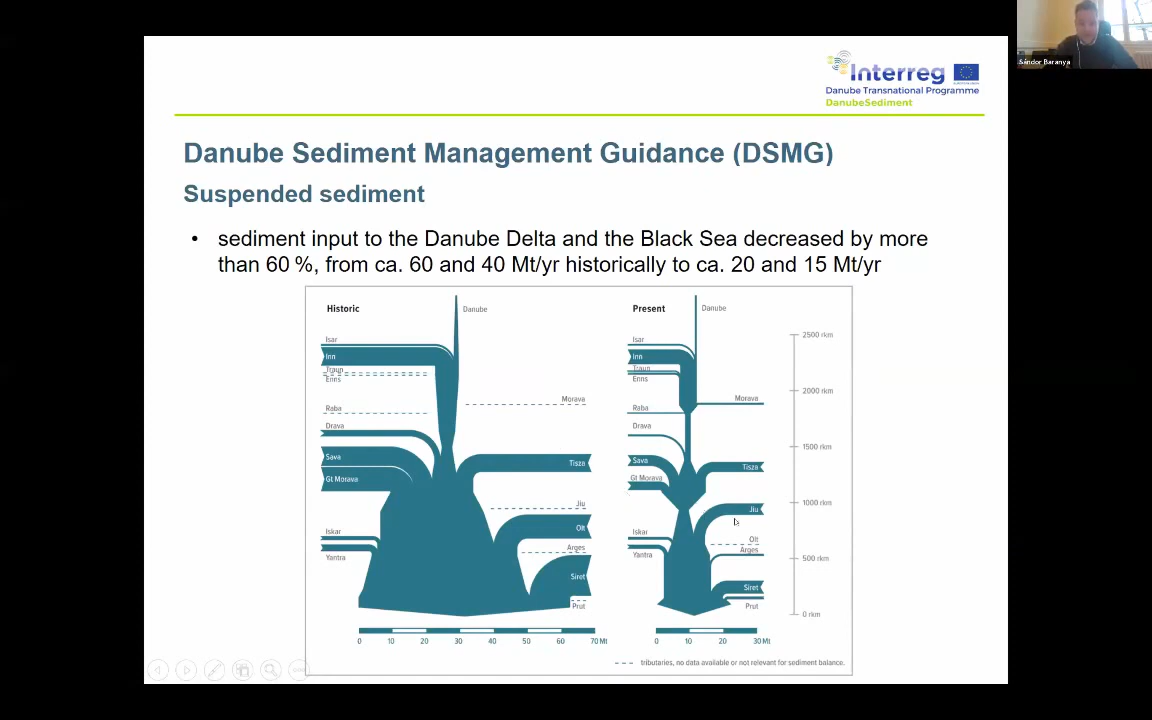 Sándor Baranya
Interreg
Danube Transnational Programme
DanubeSediment
Danube Sediment Management Guidance (DSMG)
Suspended sediment
• sediment input to the Danube Delta and the Black Sea decreased by more
than 60 %, from ca. 60 and 40 Mt/yr historically to ca. 20 and 15 Mt/yr
Historic
Danube
Isar
Inn
Traun
Enns
Morava
Raba
Drava
Sava
Tisza
Gt Morava
Jiu
Olt
Iskar
Arges
Yantra
Siret
Prut
0 10 20 30 40 50 60 70 Mt
Present
Danube
Isar
Inn
Traun
Enns
Morava
Raba
Drava
Sava
Tisza
Gt Morava
Jiu
Iskar
Olt
Arges
Yantra
Siret
Prut
0 10 20 30 Mt
2500 rkm
2000 rkm
1500 rkm
1000 rkm
500 rkm
0 rkm
tributaries, no data available or not relevant for sediment balance.